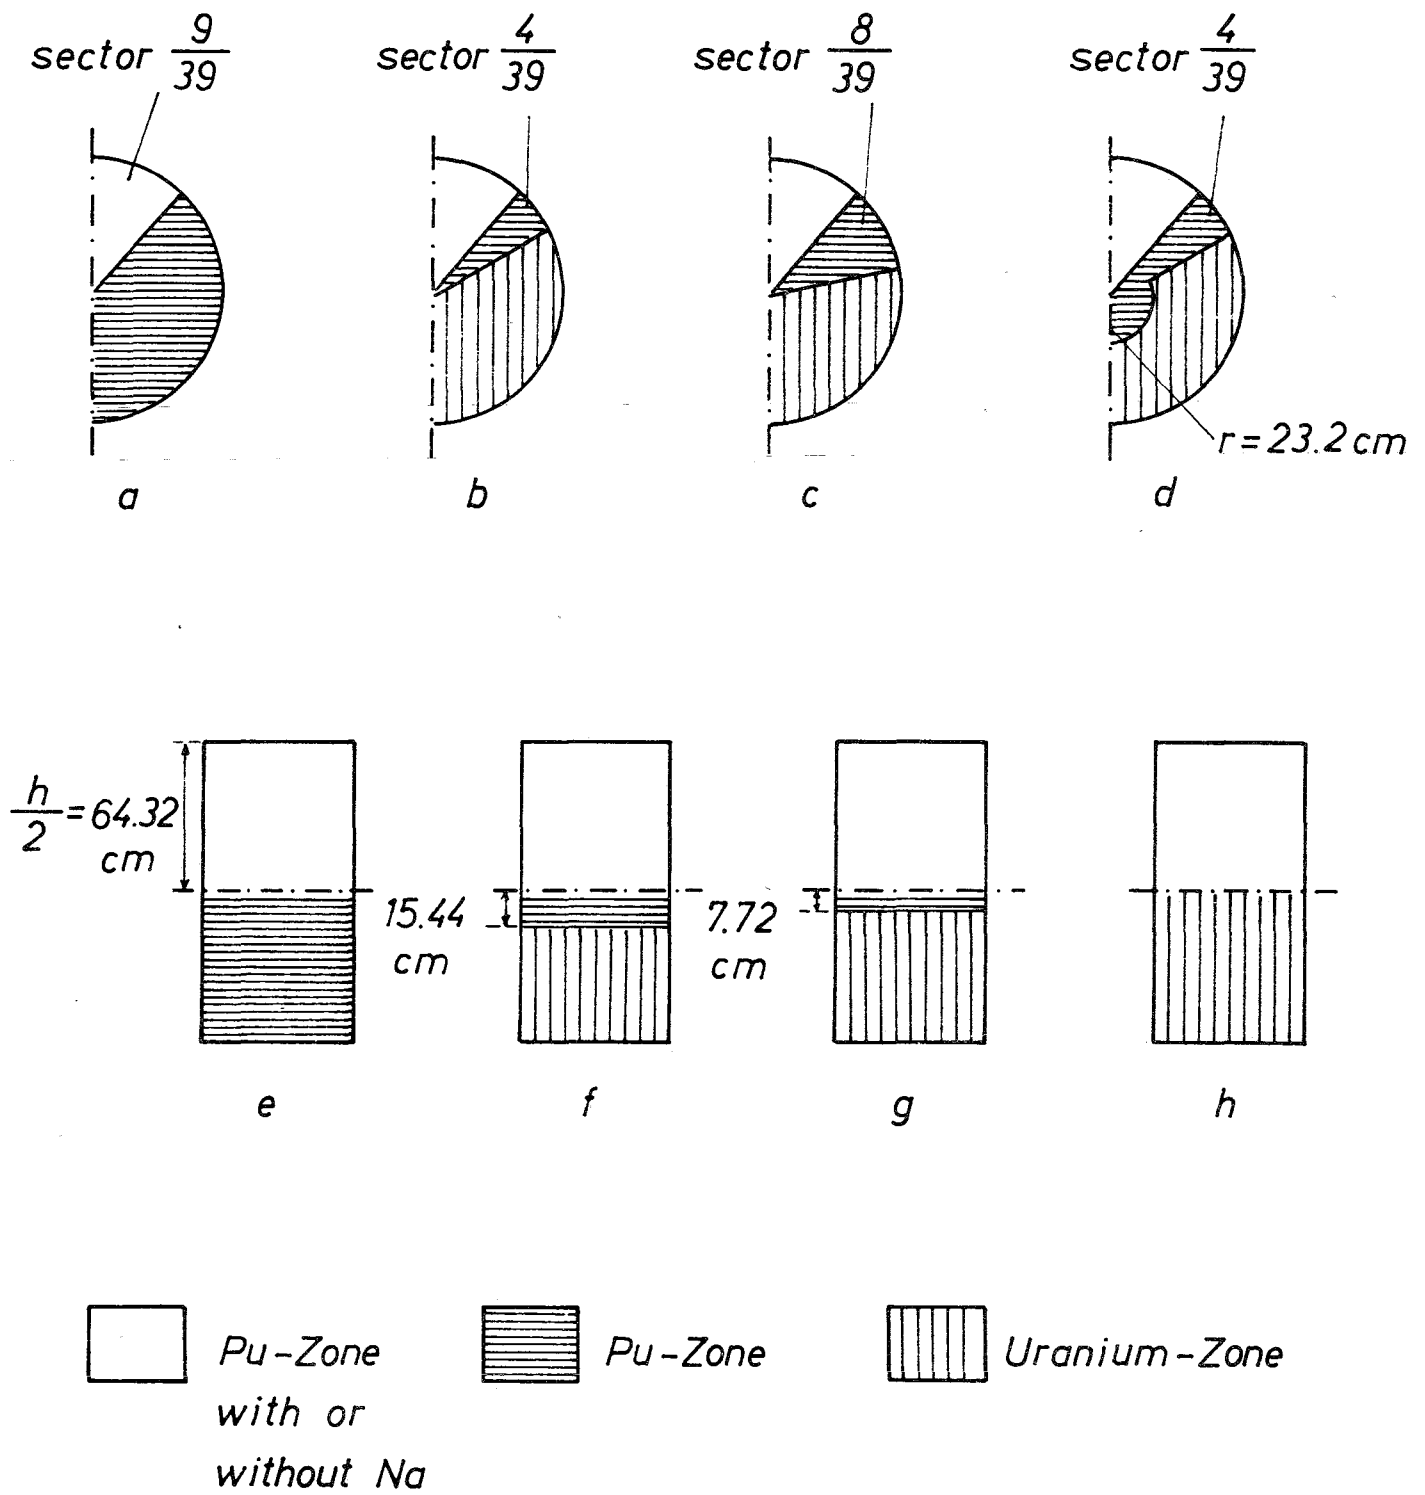 sector 9/39
sector 4/39
sector 8/39
sector 4/39
r = 23.2 cm
a
b
c
d
h/2 = 64.32
cm
15.44
cm
7.72
cm
e
f
g
h
Pu-Zone
with or
without Na
Pu-Zone
Uranium-Zone